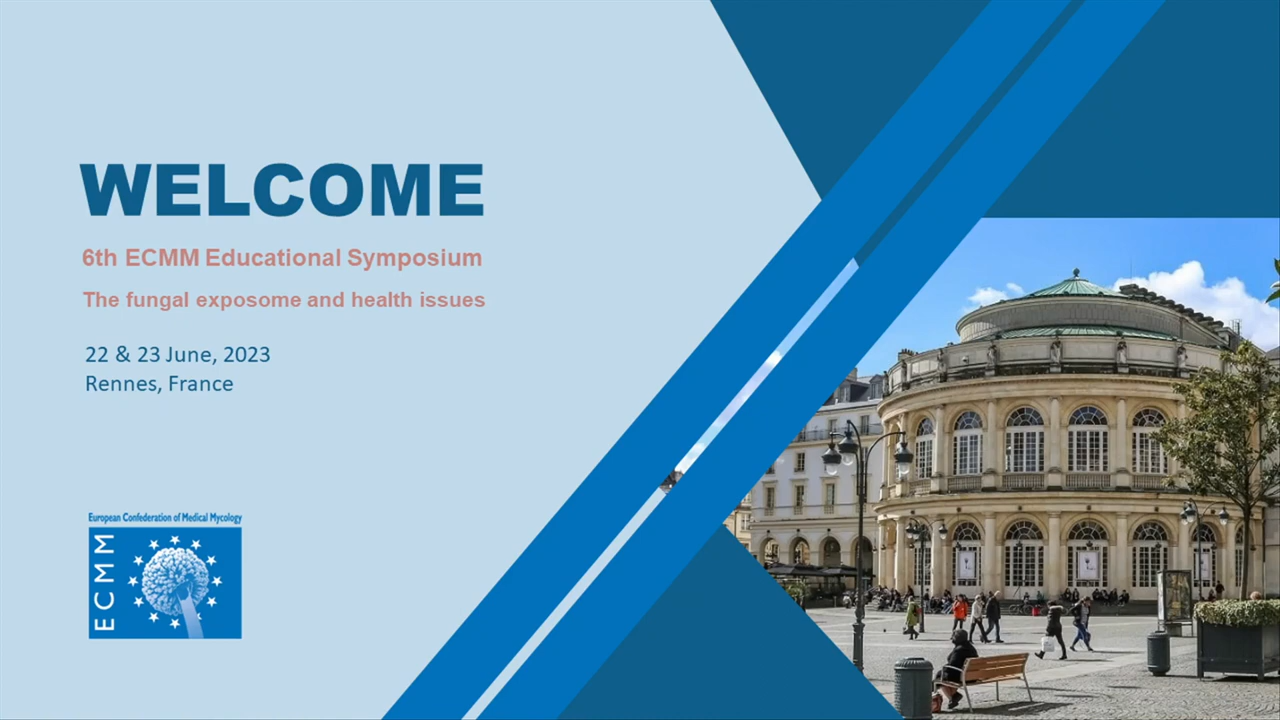 WELCOME
6th ECMM Educational Symposium
The fungal exposome and health issues
22 & 23 June, 2023
Rennes, France
European Confederation of Medical Mycology
ECMM